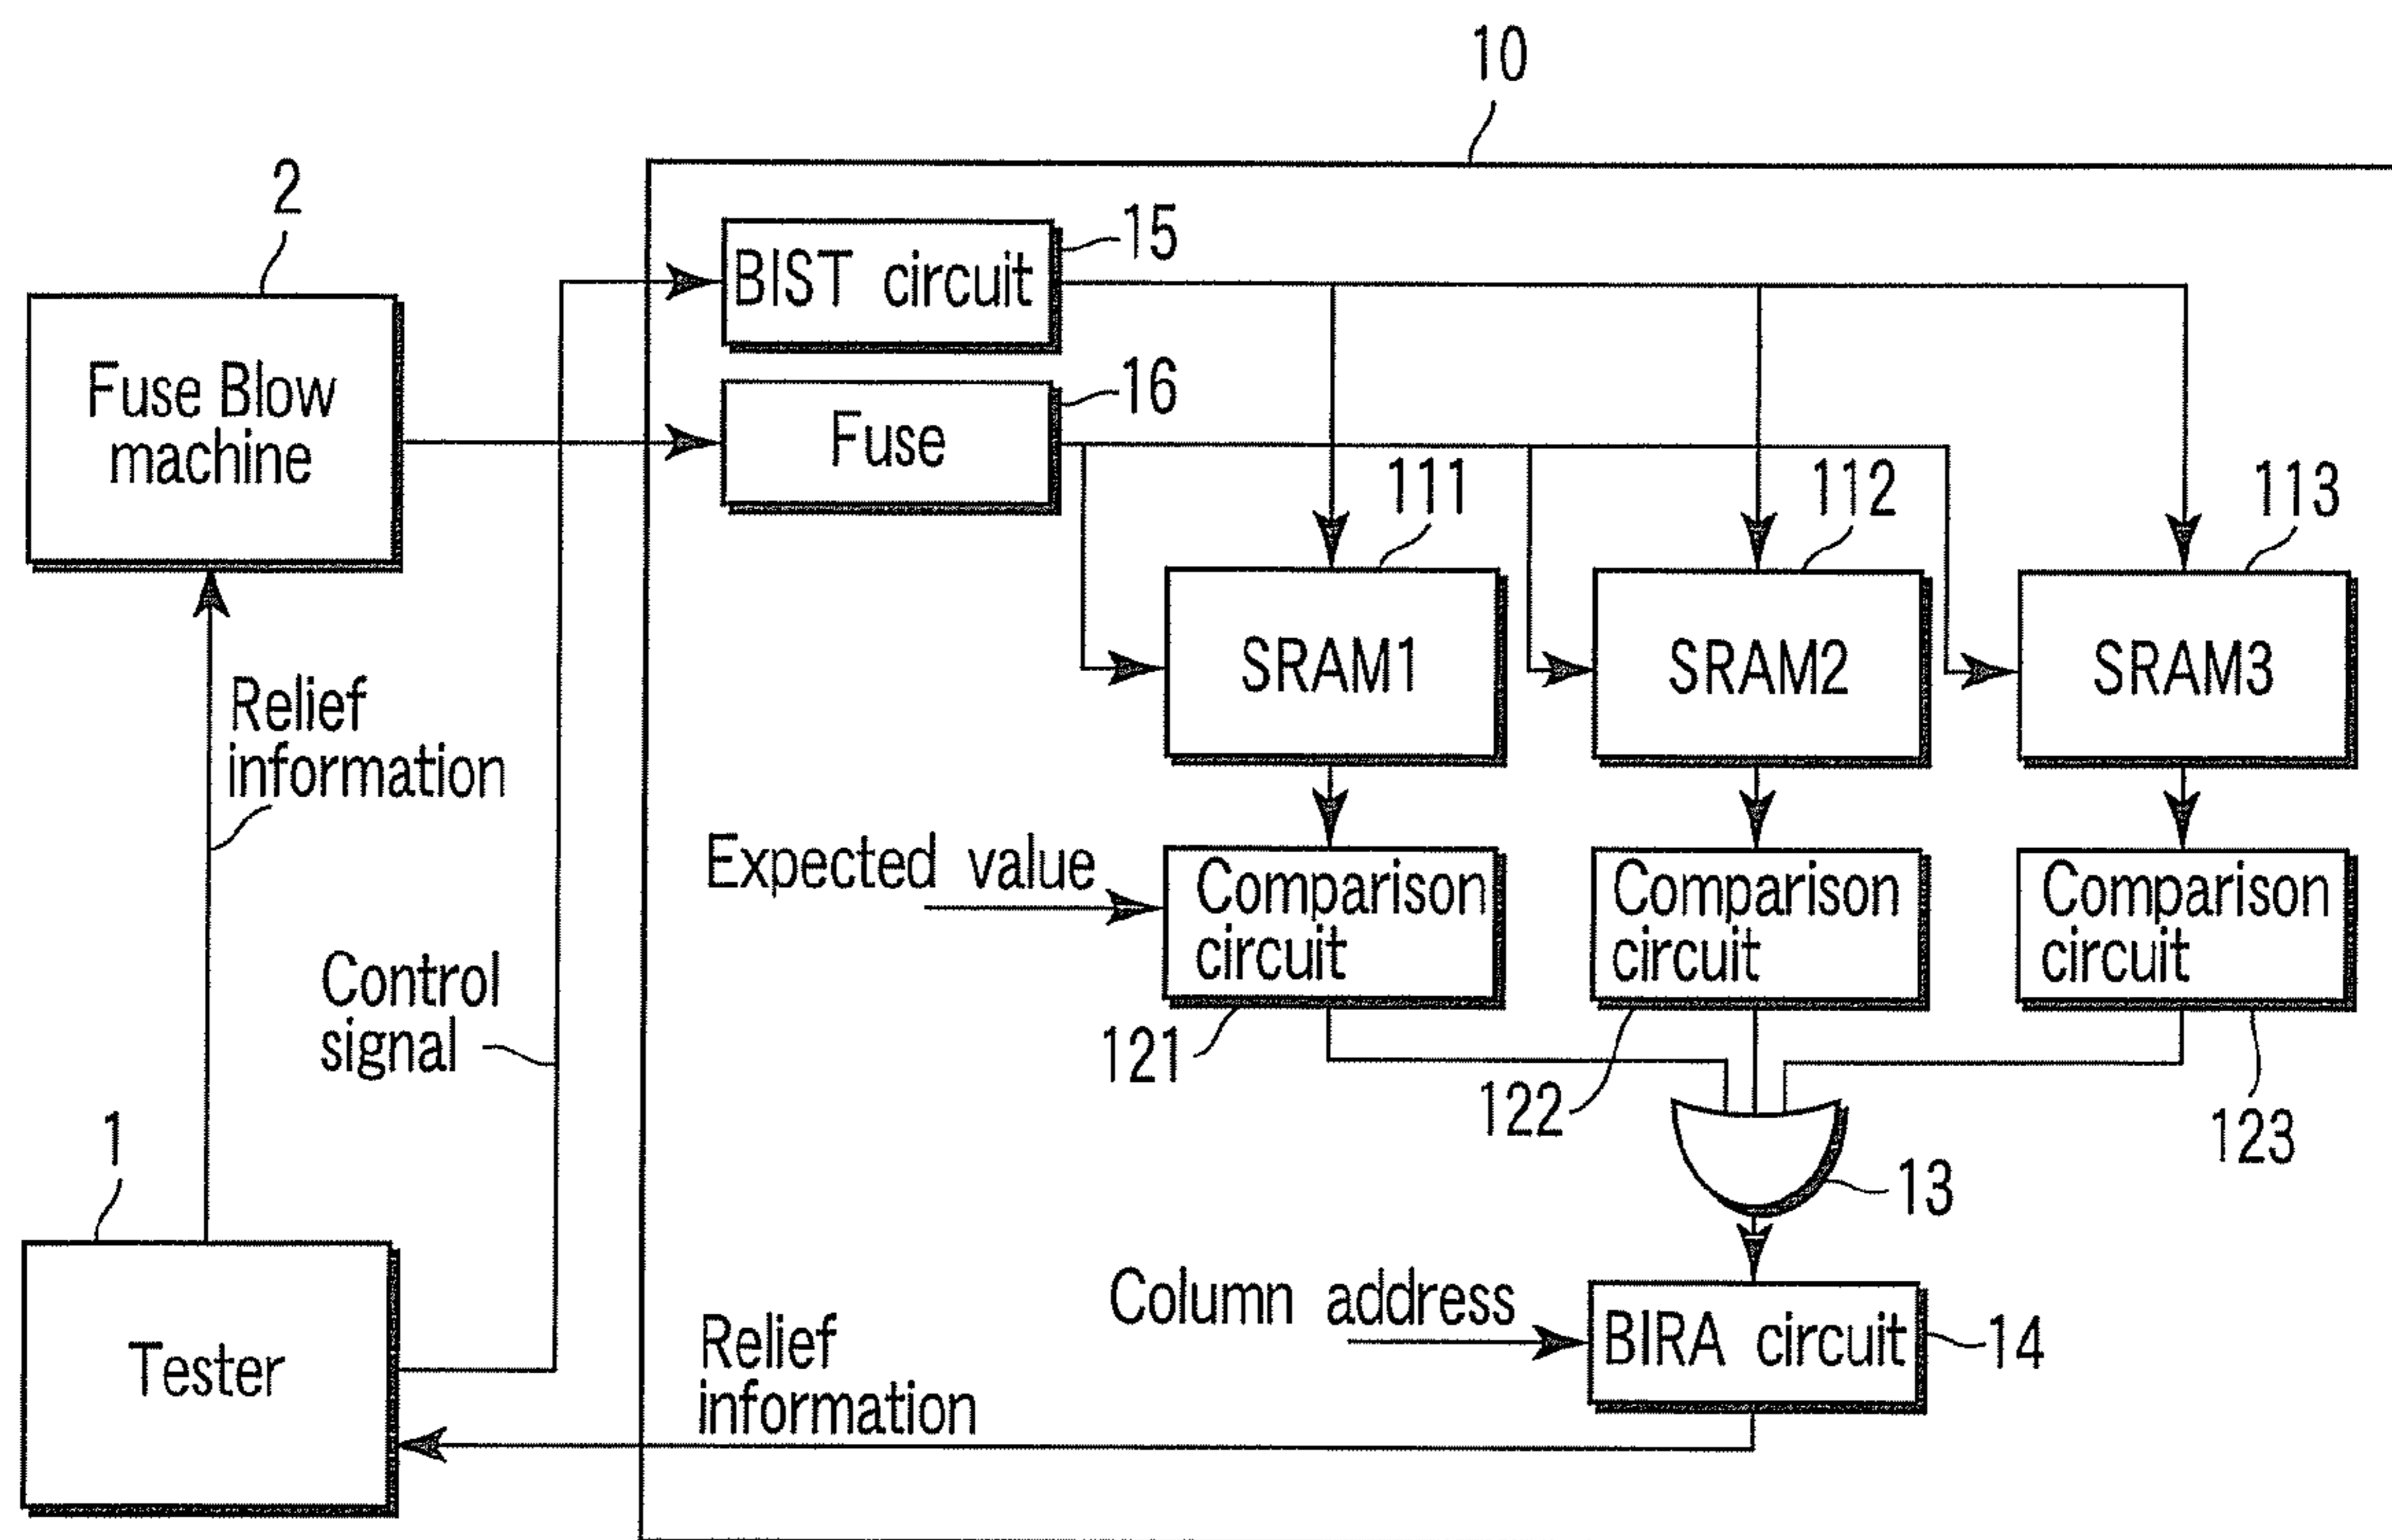 10
2
BIST circuit
15
Fuse Blow
machine
Fuse
16
111
112
113
SRAM1
SRAM2
SRAM3
Relief
information
Expected value
Comparison
circuit
Comparison
circuit
Comparison
circuit
Control
signal
121
122
123
1
13
Column address
BIRA circuit
14
Tester
Relief
information